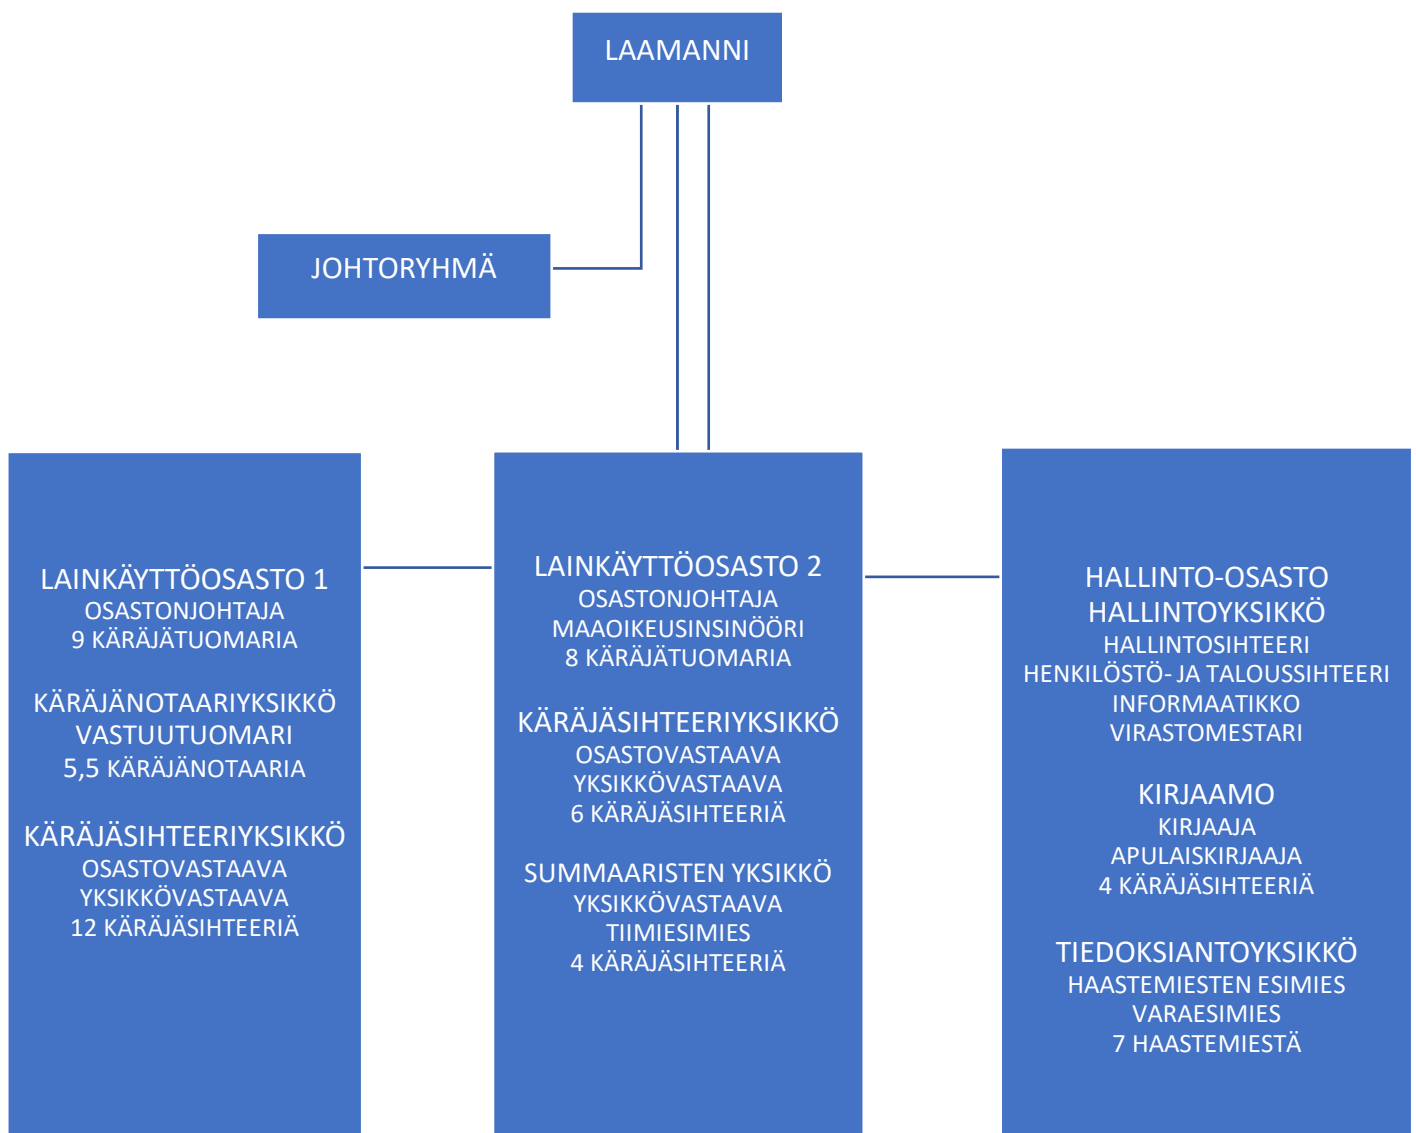 LAAMANNI
JOHTORYHMÄ
LAINKÄYTTÖOSASTO 1
OSASTONJOHTAJA
9 KÄRÄJÄTUOMARIA
KÄRÄJÄNOTAARIYKSIKKÖ
VASTUUTUOMARI
5,5 KÄRÄJÄNOTAARIA
KÄRÄJÄSIHTEERIYKSIKKÖ
OSASTOVASTAAVA
YKSIKKÖVASTAAVA
12 KÄRÄJÄSIHTEERIÄ
LAINKÄYTTÖOSASTO 2
OSASTONJOHTAJA
MAAOIKEUSINSINÖÖRI
8 KÄRÄJÄTUOMARIA
KÄRÄJÄSIHTEERIYKSIKKÖ
OSASTOVASTAAVA
YKSIKKÖVASTAAVA
6 KÄRÄJÄSIHTEERIÄ
SUMMAARISTEN YKSIKKÖ
YKSIKKÖVASTAAVA
TIIMIESIMIES
4 KÄRÄJÄSIHTEERIÄ
HALLINTO-OSASTO
HALLINTOYKSIKKÖ
HALLINTOSIHTEERI
HENKILÖSTÖ- JA TALOUSSIHTEERI
INFORMAATIKKO
VIRASTOMESTARI
KIRJAAMO
KIRJAAJA
APULAISKIRJAAJA
4 KÄRÄJÄSIHTEERIÄ
TIEDOKSIANTOYKSIKKÖ
HAASTEMIESTEN ESIMIES
VARAESIMIES
7 HAASTEMIESTÄ